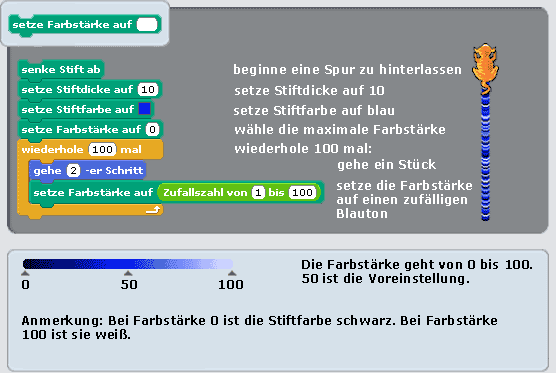 setze Farbstärke auf
senke Stift ab
beginne eine Spur zu hinterlassen
setze Stiftdicke auf 10
setze Stiftdicke auf 10
setze Stiftfarbe auf
setze Stiftfarbe auf blau
setze Farbstärke auf 0
wähle die maximale Farbstärke
wiederhole 100 mal
wiederhole 100 mal:
gehe 2 -er Schritt
gehe ein Stück
setze Farbstärke auf Zufallszahl von 1 bis 100
setze die Farbstärke
auf einen zufälligen
Blauton
0 50 100
Die Farbstärke geht von 0 bis 100.
50 ist die Voreinstellung.
Anmerkung: Bei Farbstärke 0 ist die Stiftfarbe schwarz. Bei Farbstärke
100 ist sie weiß.